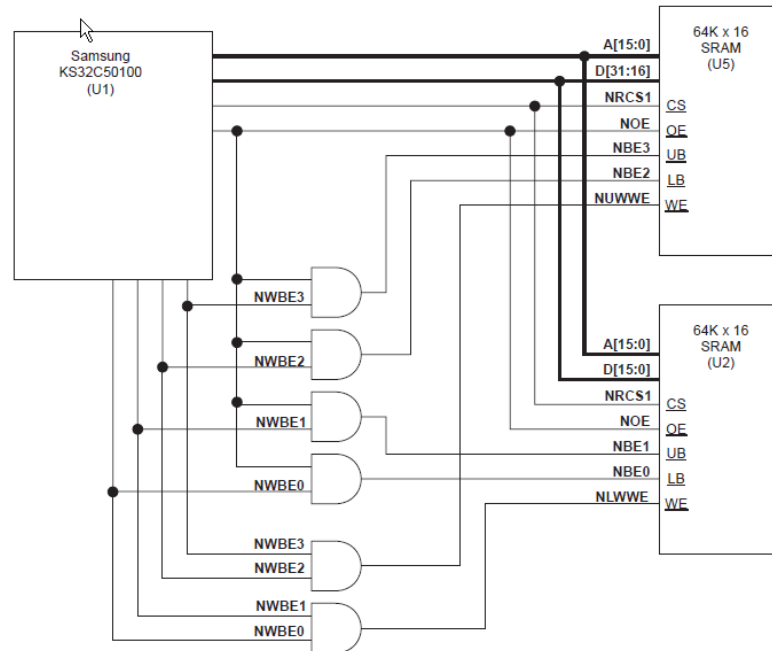 Samsung
KS32C50100
(U1)
A[15:0]
D[31:16]
NRCS1
NOE
NBE3
NBE2
NUWWE
64K x 16
SRAM
(U5)
CS
OE
UB
LB
WE
NWBE3
NWBE2
NWBE1
NWBE0
NWBE3
NWBE2
NWBE1
NWBE0
A[15:0]
D[15:0]
NRCS1
NOE
NBE1
NBE0
NLWWE
64K x 16
SRAM
(U2)
CS
OE
UB
LB
WE